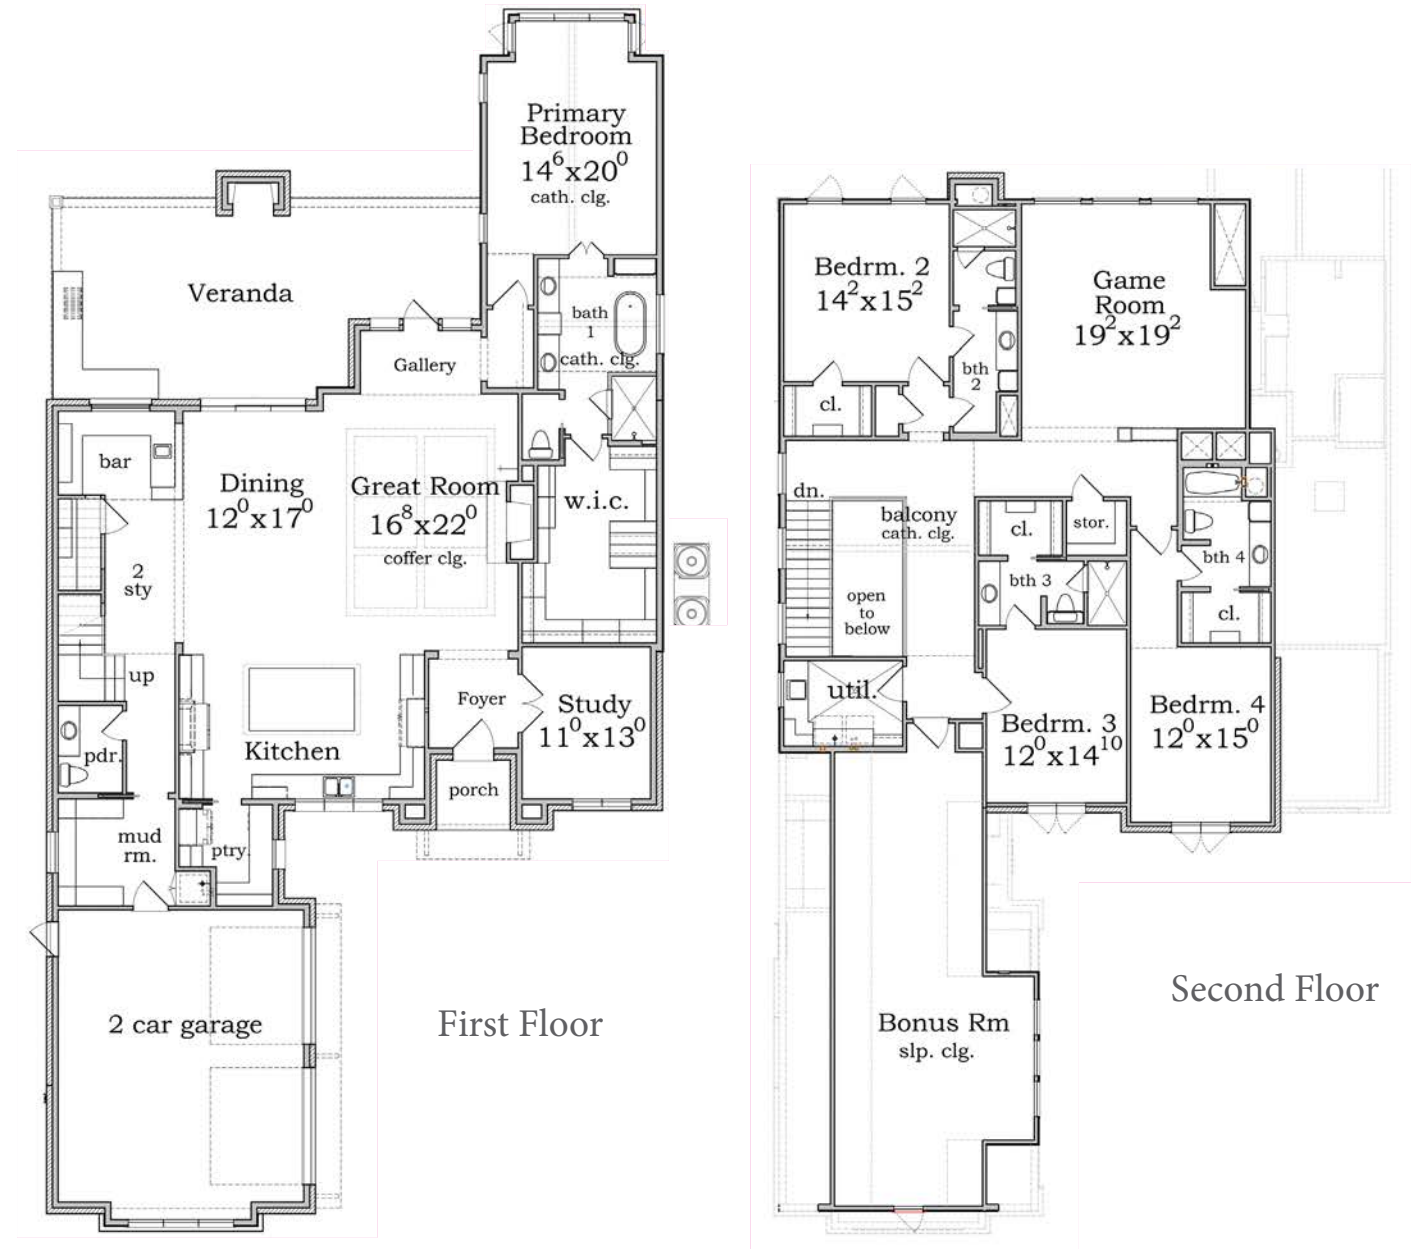 Primary
Bedroom
14⁶x20⁰
cath. clg.
Veranda
bath
1
cath. clg.
Gallery
bar
Dining
12⁰x17⁰
Great Room
16⁸x22⁰
coffer clg.
w.i.c.
2
sty
up
Foyer
Study
11⁰x13⁰
pdr.
Kitchen
porch
mud
rm.
ptry.
2 car garage
First Floor
Bedrm. 2
14²x15²
Game
Room
19²x19²
bth
2
cl.
dn.
balcony
cath. clg.
cl.
stor.
bth 4
bth 3
open
to
below
cl.
util.
Bedrm. 3
12⁰x14¹⁰
Bedrm. 4
12⁰x15⁰
Second Floor
Bonus Rm
slp. clg.